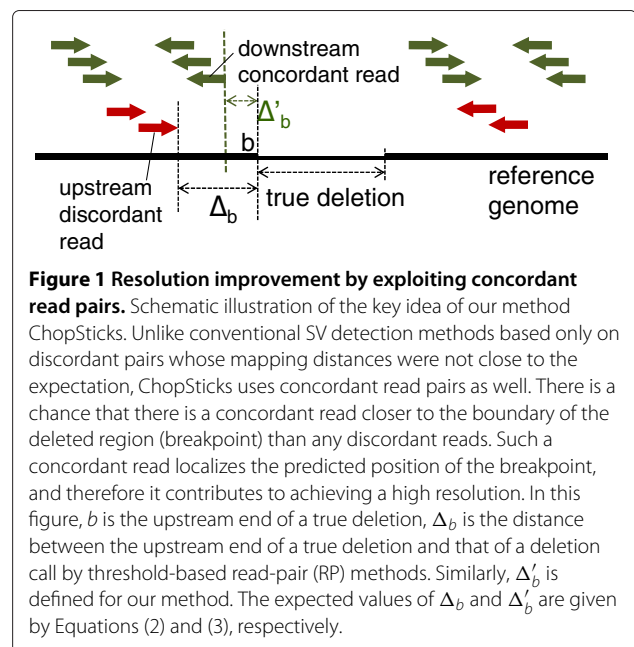 downstream
concordant read
Δ'b
b
upstream
discordant
read
Δb
true deletion
reference
genome
Figure 1 Resolution improvement by exploiting concordant
read pairs. Schematic illustration of the key idea of our method
ChopSticks. Unlike conventional SV detection methods based only on
discordant pairs whose mapping distances were not close to the
expectation, ChopSticks uses concordant read pairs as well. There is a
chance that there is a concordant read closer to the boundary of the
deleted region (breakpoint) than any discordant reads. Such a
concordant read localizes the predicted position of the breakpoint,
and therefore it contributes to achieving a high resolution. In this
figure, b is the upstream end of a true deletion, Δb is the distance
between the upstream end of a true deletion and that of a deletion
call by threshold-based read-pair (RP) methods. Similarly, Δ′b is
defined for our method. The expected values of Δb and Δ′b are given
by Equations (2) and (3), respectively.